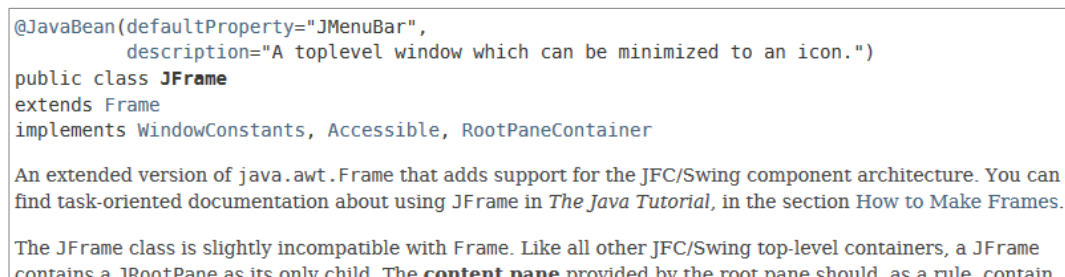 @JavaBean(defaultProperty="JMenuBar",
description="A toplevel window which can be minimized to an icon.")
public class JFrame
extends Frame
implements WindowConstants, Accessible, RootPaneContainer
An extended version of java.awt.Frame that adds support for the JFC/Swing component architecture. You can
find task-oriented documentation about using JFrame in The Java Tutorial, in the section How to Make Frames.
The JFrame class is slightly incompatible with Frame. Like all other JFC/Swing top-level containers, a JFrame
contains a JRootPane as its only child. The content pane provided by the root pane should, as a rule, contain